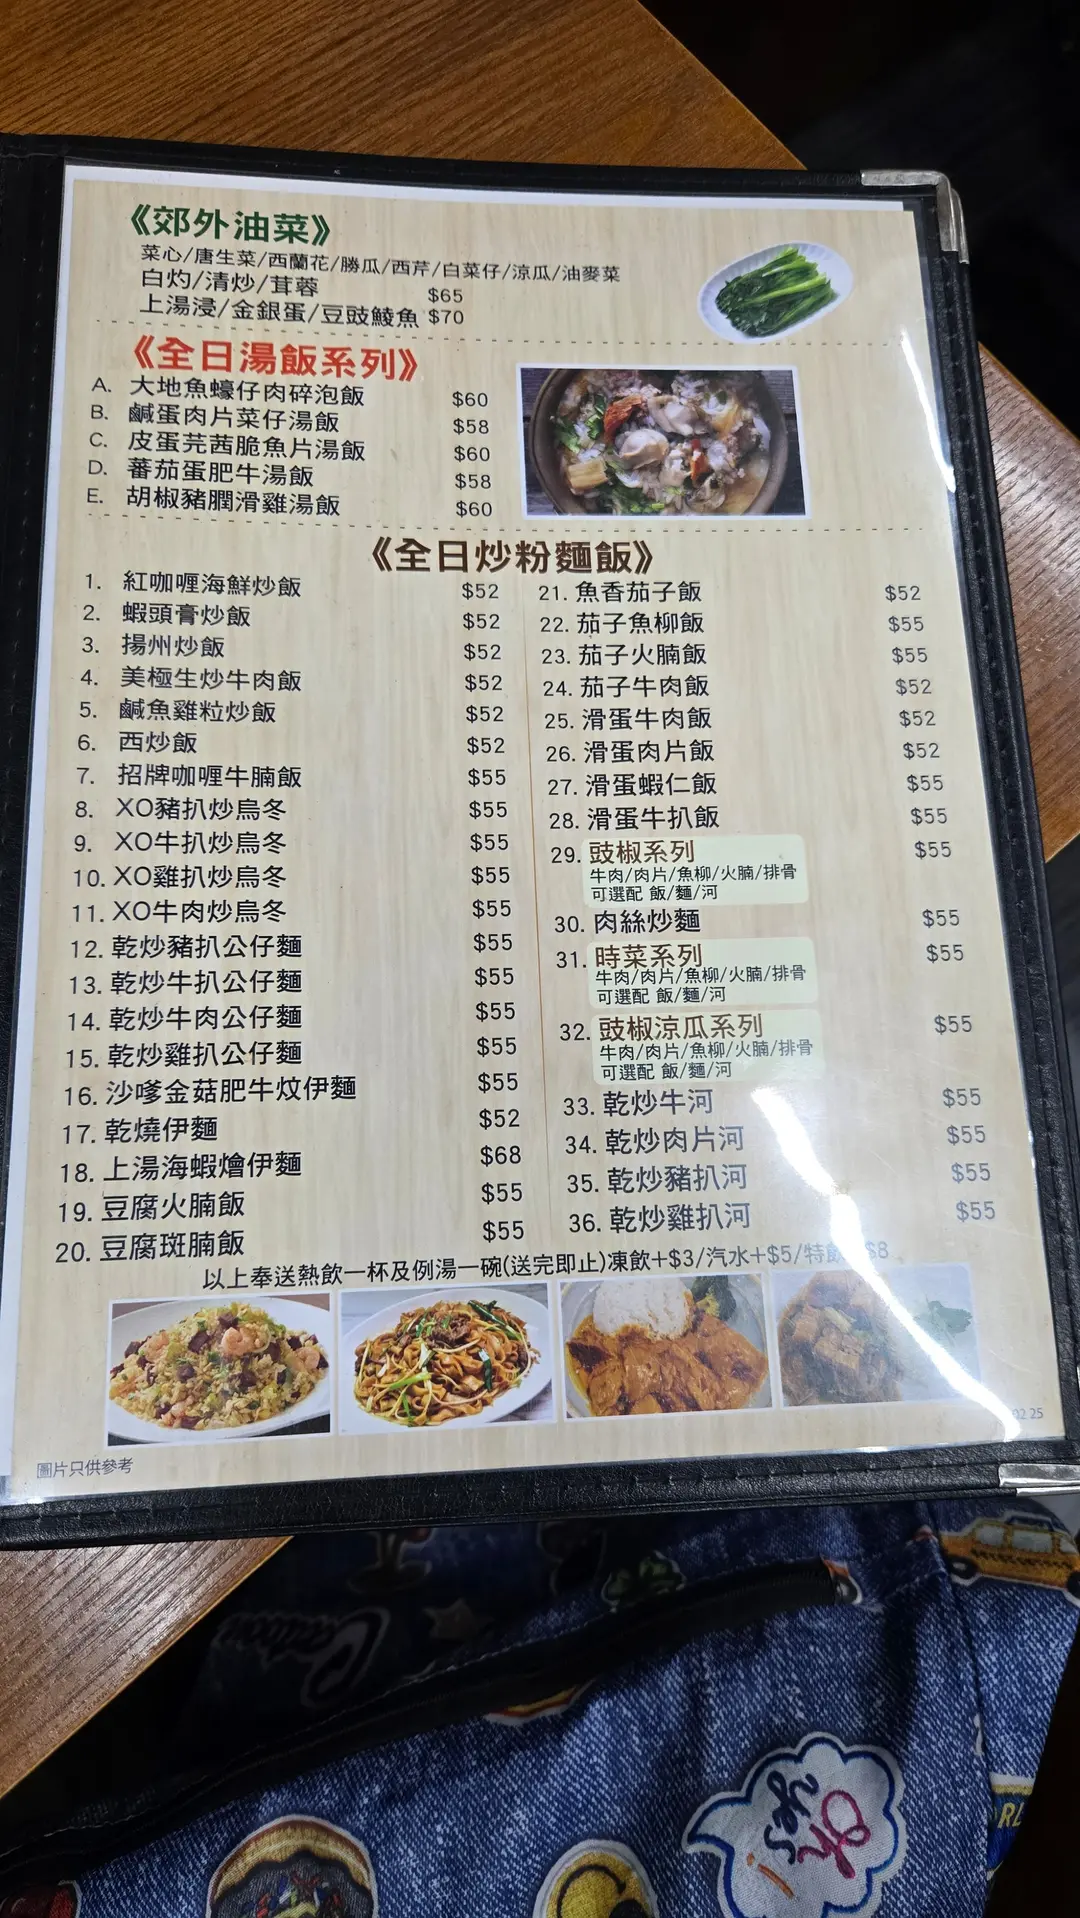 《郊外油菜》
菜心/唐生菜/西蘭花/勝瓜/西芹/白菜仔/涼瓜/油麥菜
白灼/清炒/茸蓉 $65
上湯浸/金銀蛋/豆豉鯪魚 $70
《全日湯飯系列》
A. 大地魚蠔仔肉碎泡飯 $60
B. 鹹蛋肉片菜仔湯飯 $58
C. 皮蛋芫茜脆魚片湯飯 $60
D. 蕃茄蛋肥牛湯飯 $58
E. 胡椒豬膶滑雞湯飯 $60
《全日炒粉麵飯》
1. 紅咖喱海鮮炒飯 $52
2. 蝦頭膏炒飯 $52
3. 揚州炒飯 $52
4. 美極生炒牛肉飯 $52
5. 鹹魚雞粒炒飯 $52
6. 西炒飯 $52
7. 招牌咖喱牛腩飯 $55
8. XO豬扒炒烏冬 $55
9. XO牛扒炒烏冬 $55
10. XO雞扒炒烏冬 $55
11. XO牛肉炒烏冬 $55
12. 乾炒豬扒公仔麵 $55
13. 乾炒牛扒公仔麵 $55
14. 乾炒牛肉公仔麵 $55
15. 乾炒雞扒公仔麵 $55
16. 沙嗲金菇肥牛炆伊麵 $55
17. 乾燒伊麵 $52
18. 上湯海蝦燴伊麵 $68
19. 豆腐火腩飯 $55
20. 豆腐斑腩飯 $55
21. 魚香茄子飯 $52
22. 茄子魚柳飯 $55
23. 茄子火腩飯 $55
24. 茄子牛肉飯 $52
25. 滑蛋牛肉飯 $52
26. 滑蛋肉片飯 $52
27. 滑蛋蝦仁飯 $55
28. 滑蛋牛扒飯 $55
29. 豉椒系列 $55
牛肉/肉片/魚柳/火腩/排骨
可選配 飯/麵/河
30. 肉絲炒麵 $55
31. 時菜系列 $55
牛肉/肉片/魚柳/火腩/排骨
可選配 飯/麵/河
32. 豉椒涼瓜系列 $55
牛肉/肉片/魚柳/火腩/排骨
可選配 飯/麵/河
33. 乾炒牛河 $55
34. 乾炒肉片河 $55
35. 乾炒豬扒河 $55
36. 乾炒雞扒河 $55
以上奉送熱飲一杯及例湯一碗(送完即止)凍飲+$3/汽水+$5/特飲 $8
圖片只供參考
02 25
Oh
yes
!